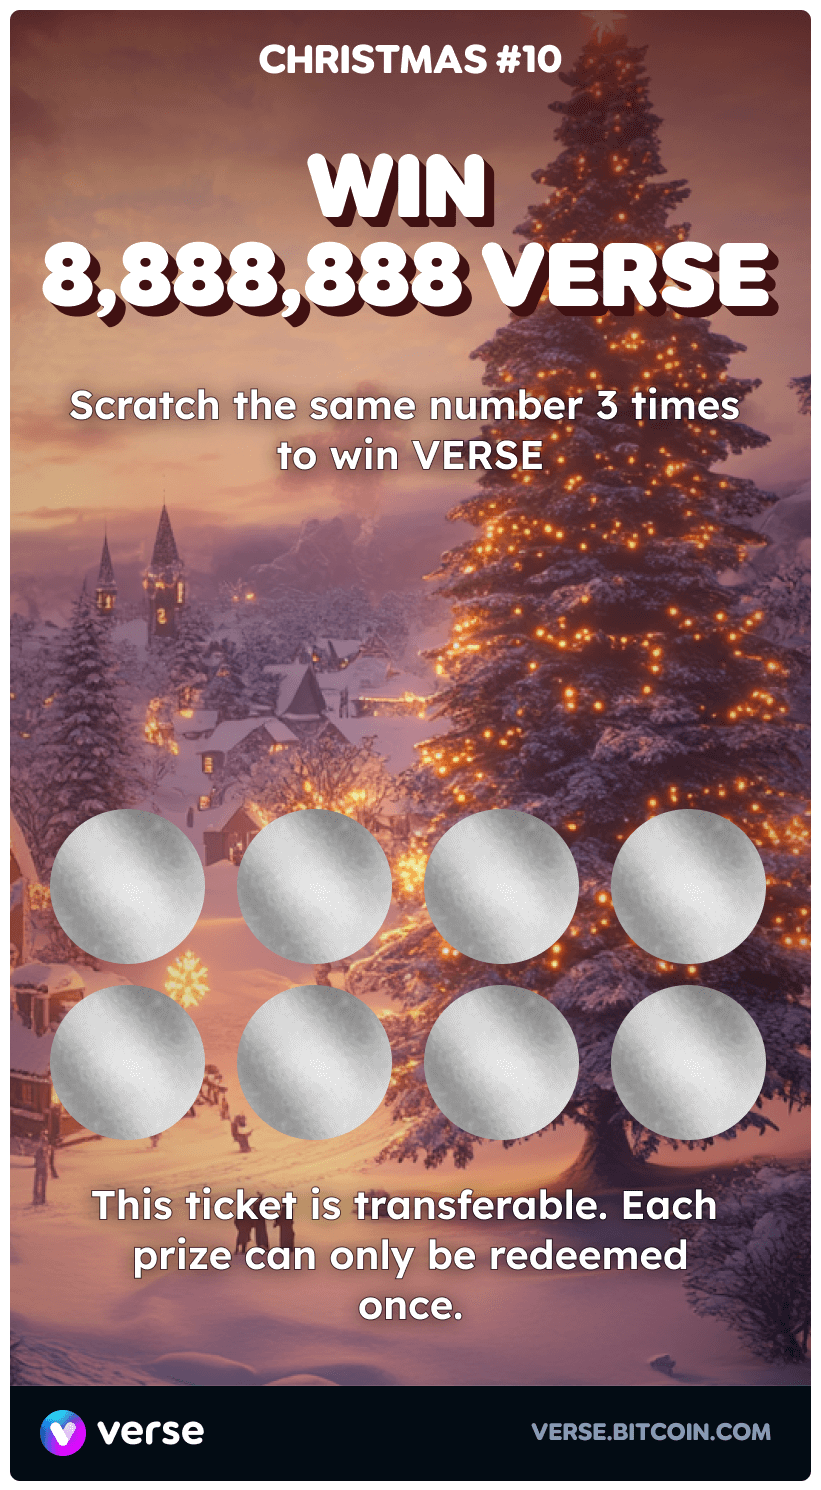 CHRISTMAS #10
WIN
8,888,888 VERSE
Scratch the same number 3 times
to win VERSE
This ticket is transferable. Each
prize can only be redeemed
once.
verse
VERSE.BITCOIN.COM